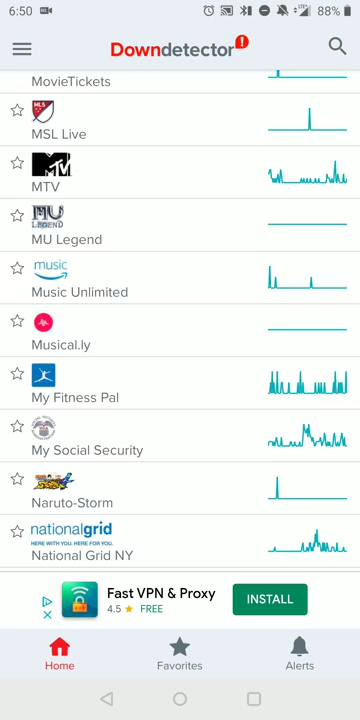 6:50
88%
Downdetector!
MovieTickets
MLS
MSL Live
MTV
MTV
MU
LEGEND
MU Legend
music
Music Unlimited
Musical.ly
My Fitness Pal
My Social Security
Naruto-Storm
nationalgrid
HERE WITH YOU. HERE FOR YOU.
National Grid NY
Fast VPN & Proxy
4.5 ★ FREE
INSTALL
Home
Favorites
Alerts